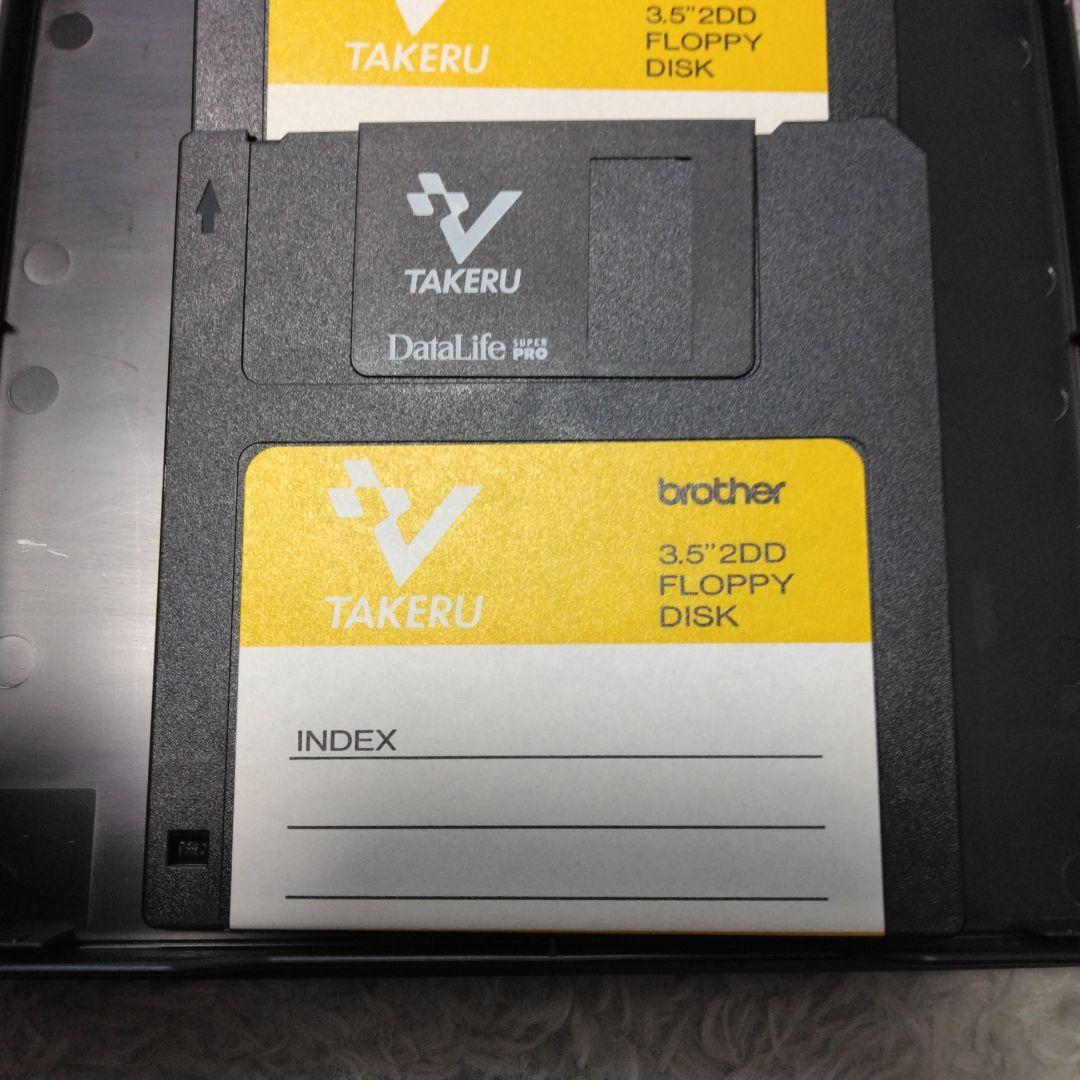 TAKERU
3.5" 2DD
FLOPPY
DISK
TAKERU
DataLife SUPER PRO
TAKERU
brother
3.5" 2DD
FLOPPY
DISK
INDEX